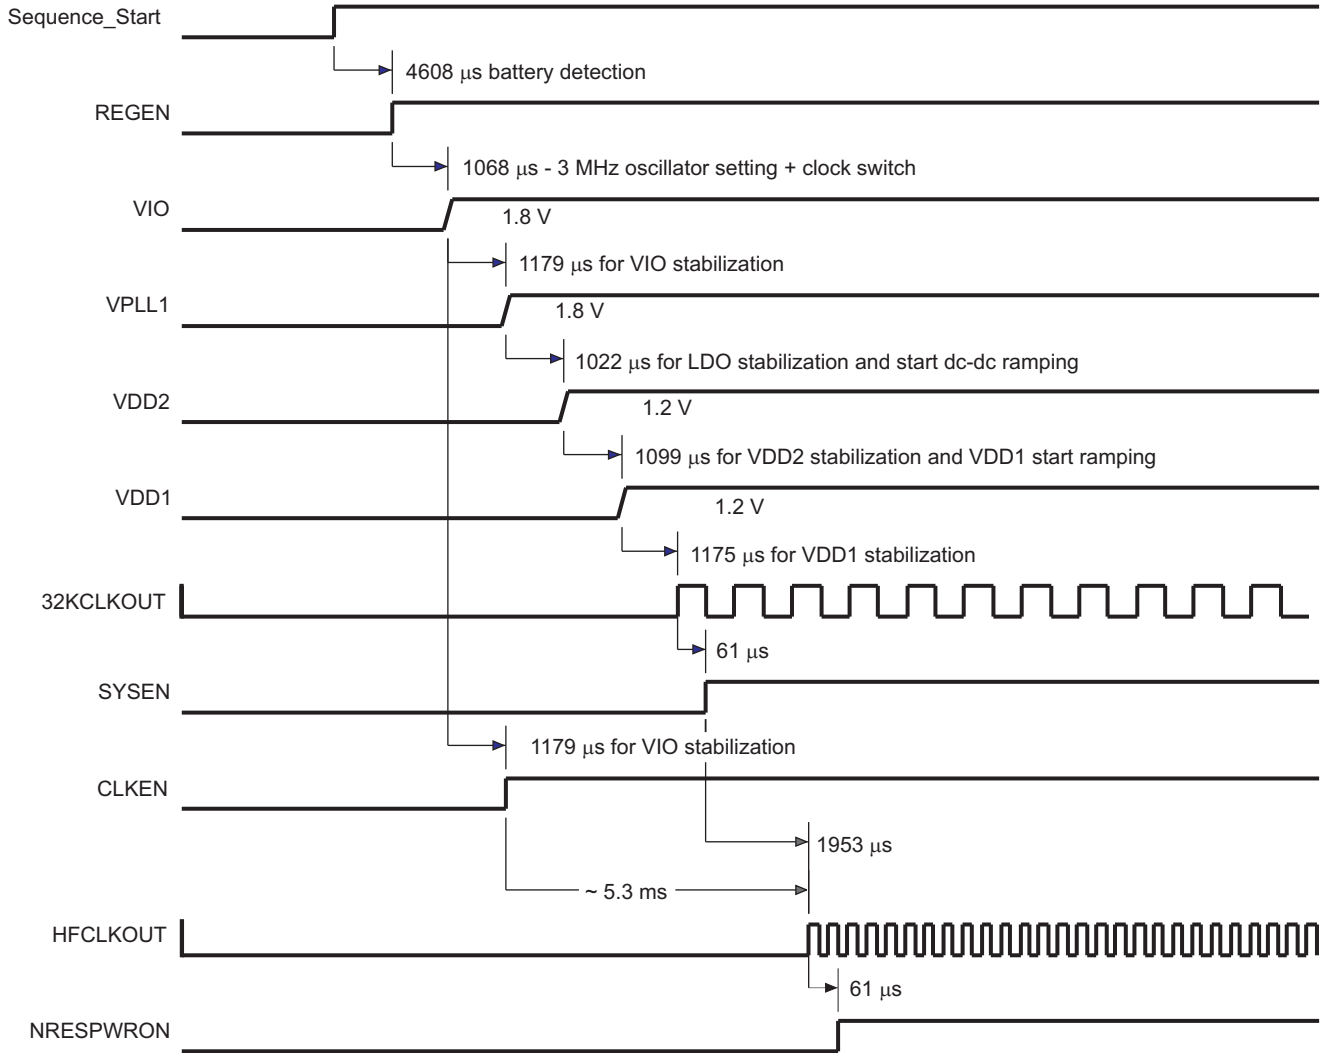 Sequence_Start
4608 μs battery detection
REGEN
1068 μs - 3 MHz oscillator setting + clock switch
VIO
1.8 V
1179 μs for VIO stabilization
VPLL1
1.8 V
1022 μs for LDO stabilization and start dc-dc ramping
VDD2
1.2 V
1099 μs for VDD2 stabilization and VDD1 start ramping
VDD1
1.2 V
1175 μs for VDD1 stabilization
32KCLKOUT
61 μs
SYSEN
1179 μs for VIO stabilization
CLKEN
1953 μs
~ 5.3 ms
HFCLKOUT
61 μs
NRESPWRON